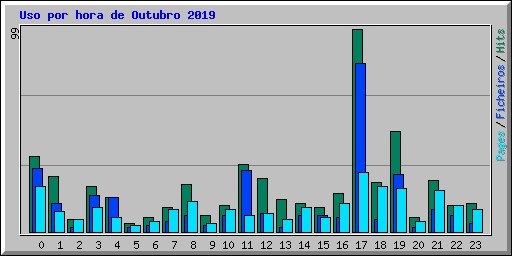 Uso por hora de Outubro 2019
99
Pages / Ficheiros / Hits
0 1 2 3 4 5 6 7 8 9 10 11 12 13 14 15 16 17 18 19 20 21 22 23